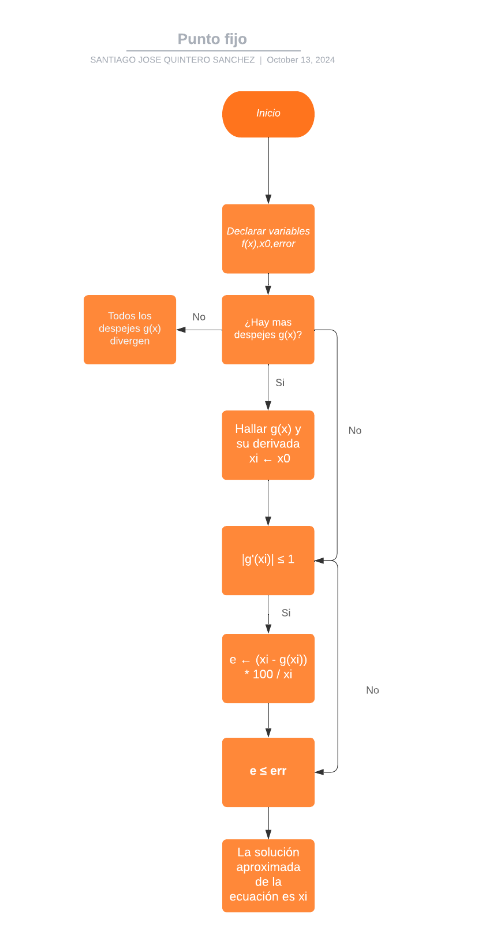 Punto fijo
SANTIAGO JOSE QUINTERO SANCHEZ | October 13, 2024
Inicio
Declarar variables
f(x),x0,error
¿Hay mas
despejes g(x)?
No
Todos los
despejes g(x)
divergen
Si
Hallar g(x) y
su derivada
xi ← x0
No
|g'(xi)| ≤ 1
Si
e ← (xi - g(xi))
* 100 / xi
No
e ≤ err
La solución
aproximada
de la
ecuación es xi